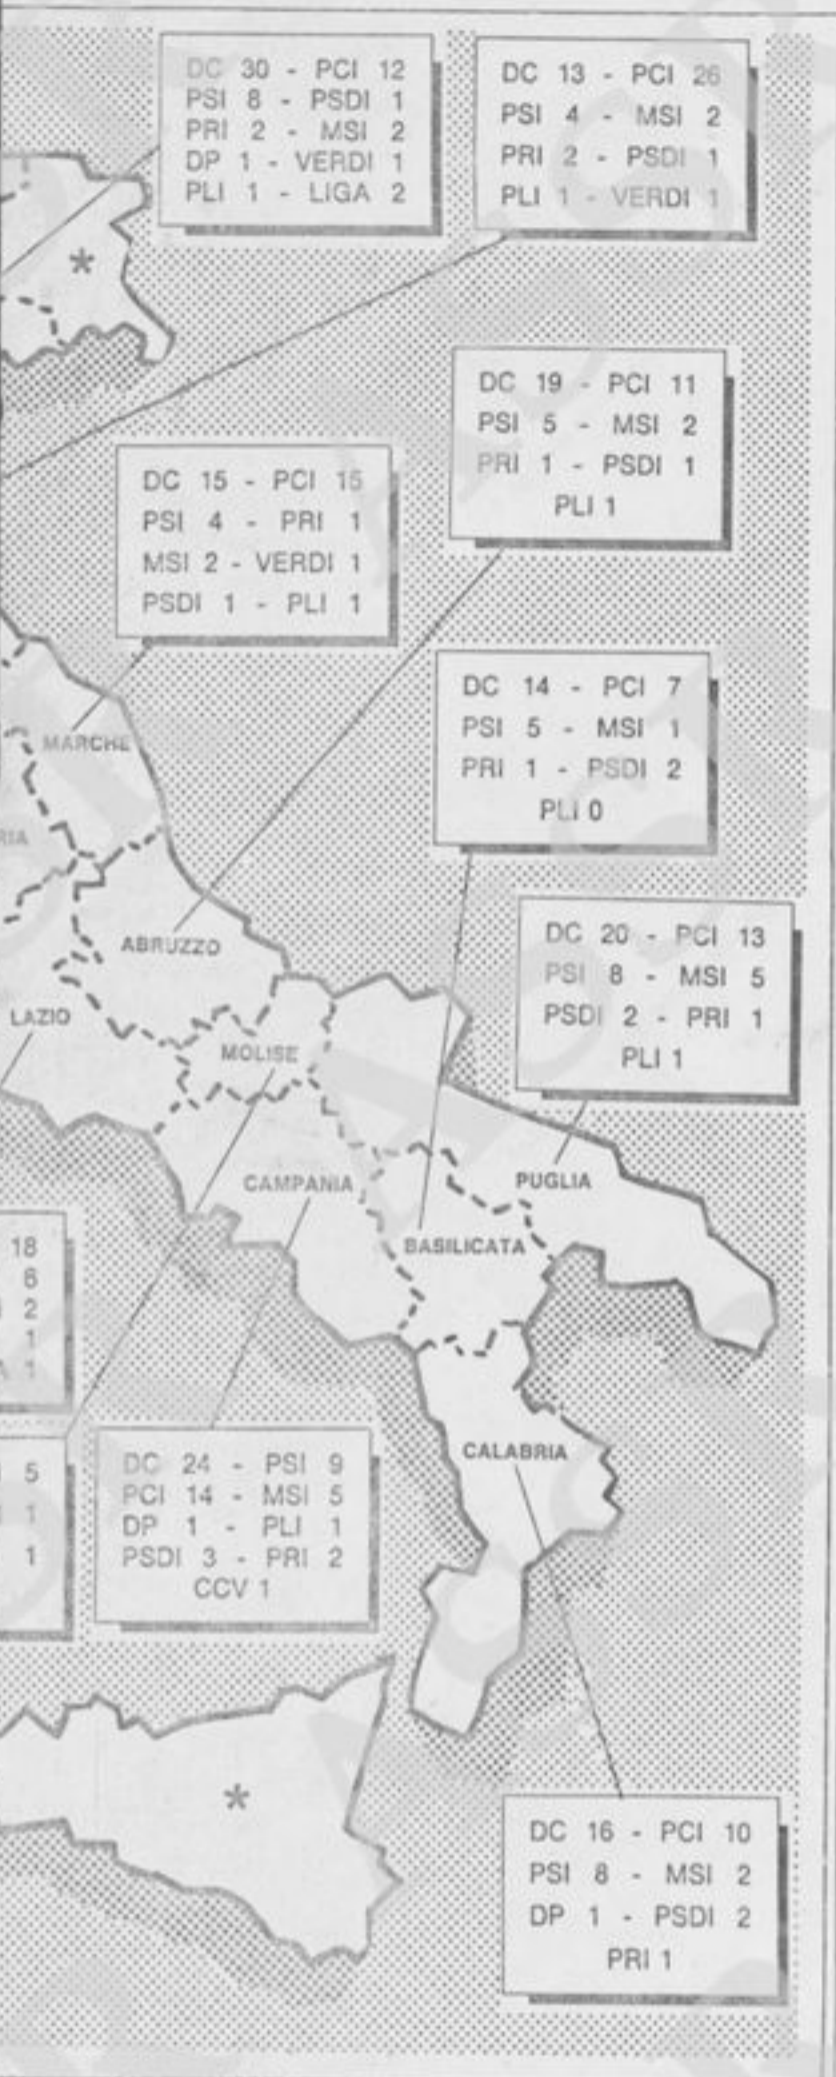 DC 30 - PCI 12
PSI 8 - PSDI 1
PRI 2 - MSI 2
DP 1 - VERDI 1
PLI 1 - LIGA 2
DC 13 - PCI 26
PSI 4 - MSI 2
PRI 2 - PSDI 1
PLI 1 - VERDI 1
*
DC 19 - PCI 11
PSI 5 - MSI 2
PRI 1 - PSDI 1
PLI 1
DC 15 - PCI 15
PSI 4 - PRI 1
MSI 2 - VERDI 1
PSDI 1 - PLI 1
DC 14 - PCI 7
PSI 5 - MSI 1
PRI 1 - PSDI 2
PLI 0
MARCHE
RIA
DC 20 - PCI 13
PSI 8 - MSI 5
PSDI 2 - PRI 1
PLI 1
ABRUZZO
LAZIO
MOLISE
CAMPANIA
PUGLIA
BASILICATA
18
6
2
1
A 1
CALABRIA
5
1
1
DC 24 - PSI 9
PCI 14 - MSI 5
DP 1 - PLI 1
PSDI 3 - PRI 2
CCV 1
*
DC 16 - PCI 10
PSI 8 - MSI 2
DP 1 - PSDI 2
PRI 1